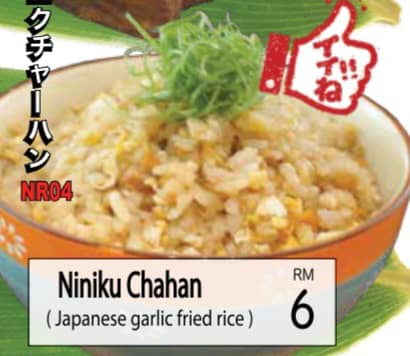 クチャーハン
NR04
イイね!!
Niniku Chahan
( Japanese garlic fried rice )
RM
6